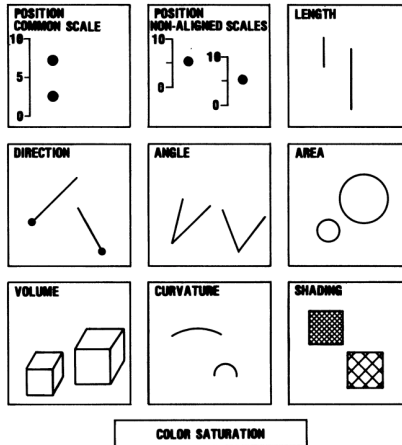 POSITION
COMMON SCALE
10
5
0
POSITION
NON-ALIGNED SCALES
10
0
10
0
LENGTH
DIRECTION
ANGLE
AREA
VOLUME
CURVATURE
SHADING
COLOR SATURATION